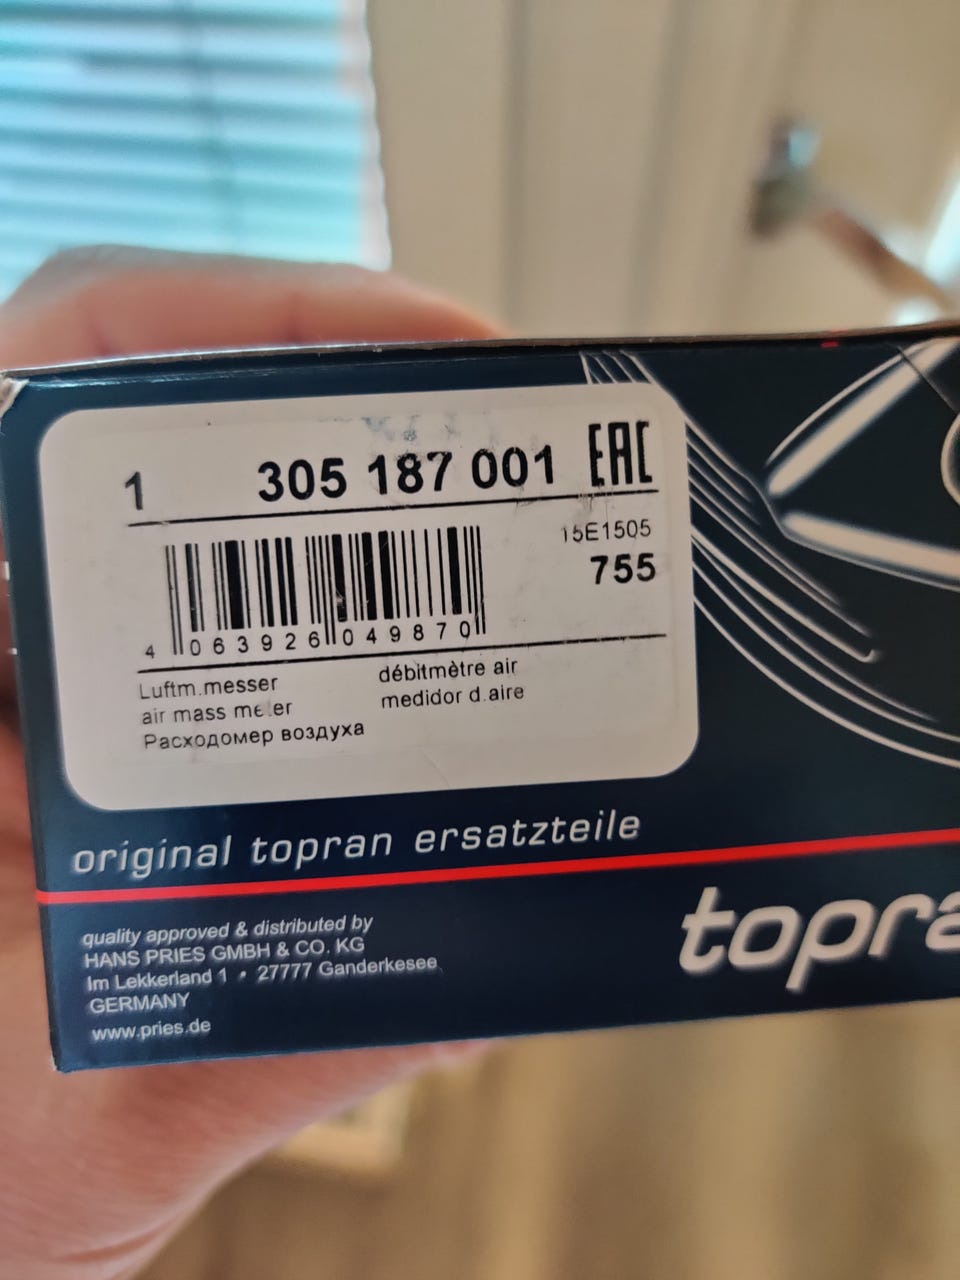 1 305 187 001 EAC
15E1505
755
4 063926 049870
Luftm.messer
débitmètre air
air mass meter
medidor d.aire
Расходомер воздуха
original topran ersatzteile
quality approved & distributed by
HANS PRIES GMBH & CO. KG
Im Lekkerland 1 • 27777 Ganderkesee
GERMANY
www.pries.de
topra